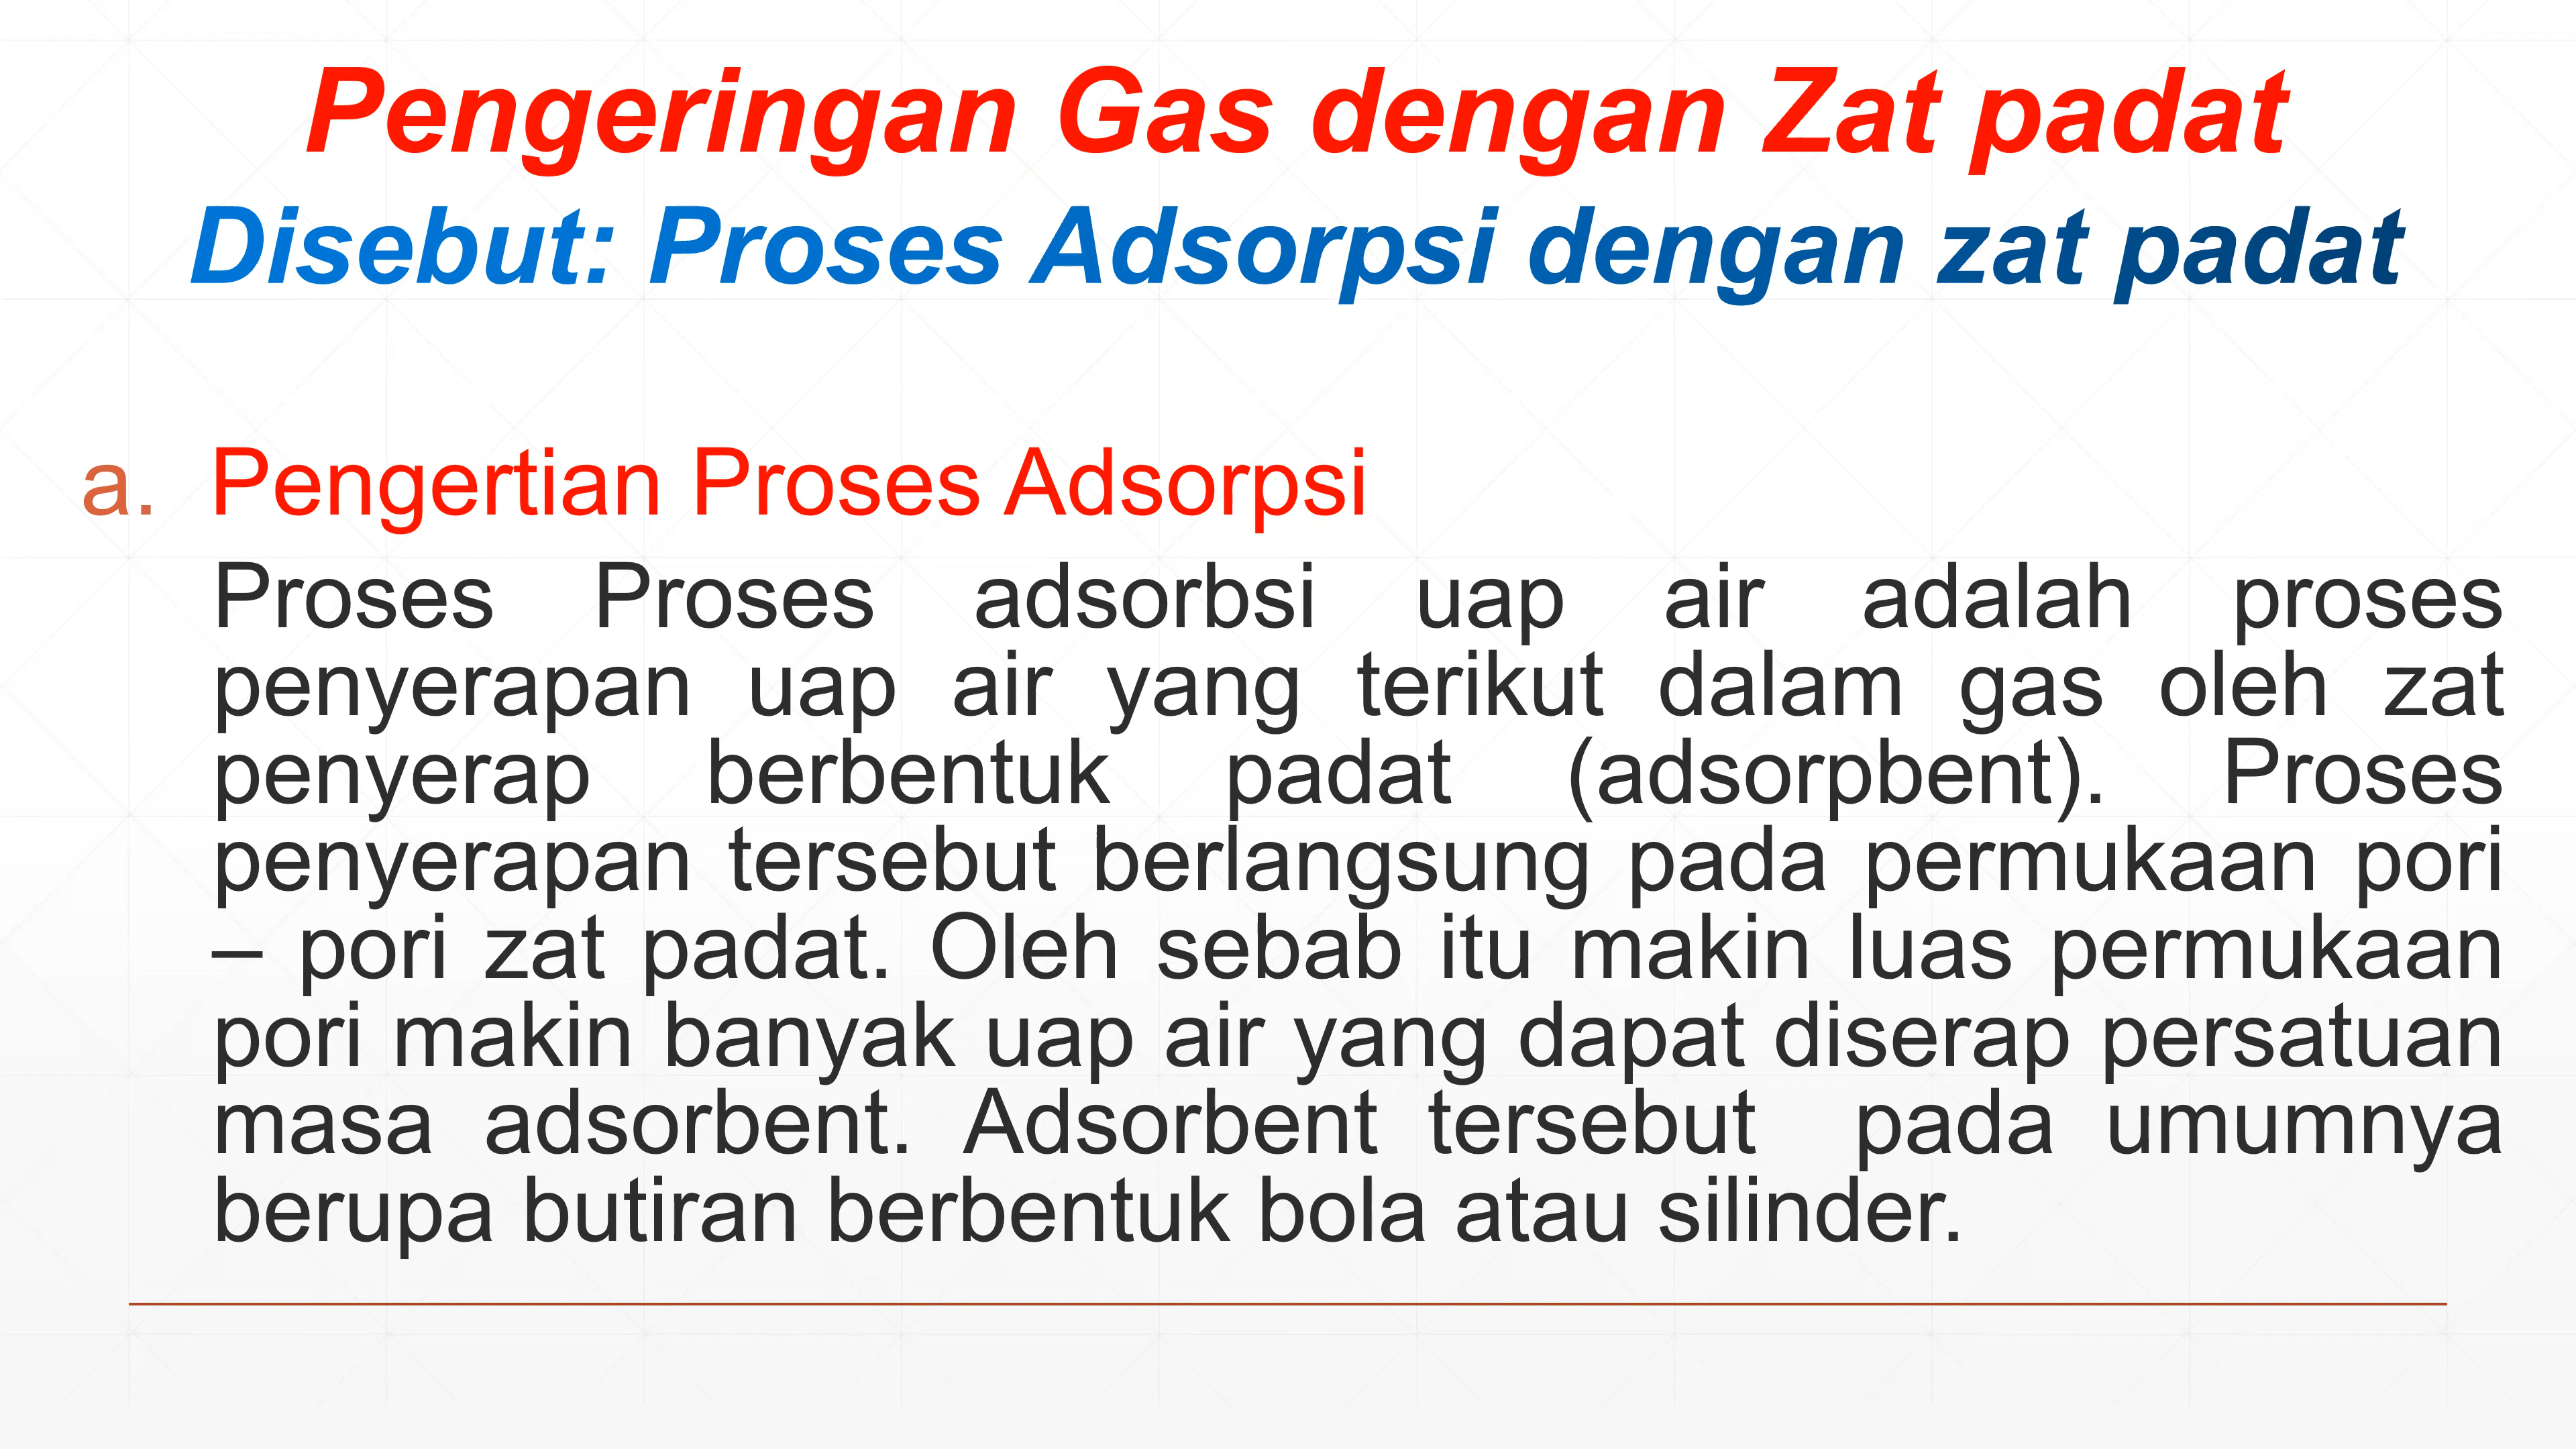 Pengeringan Gas dengan Zat padat
Disebut: Proses Adsorpsi dengan zat padat
a. Pengertian Proses Adsorpsi
Proses Proses adsorbsi uap air adalah proses
penyerapan uap air yang terikut dalam gas oleh zat
penyerap berbentuk padat (adsorpbent). Proses
penyerapan tersebut berlangsung pada permukaan pori
– pori zat padat. Oleh sebab itu makin luas permukaan
pori makin banyak uap air yang dapat diserap persatuan
masa adsorbent. Adsorbent tersebut pada umumnya
berupa butiran berbentuk bola atau silinder.